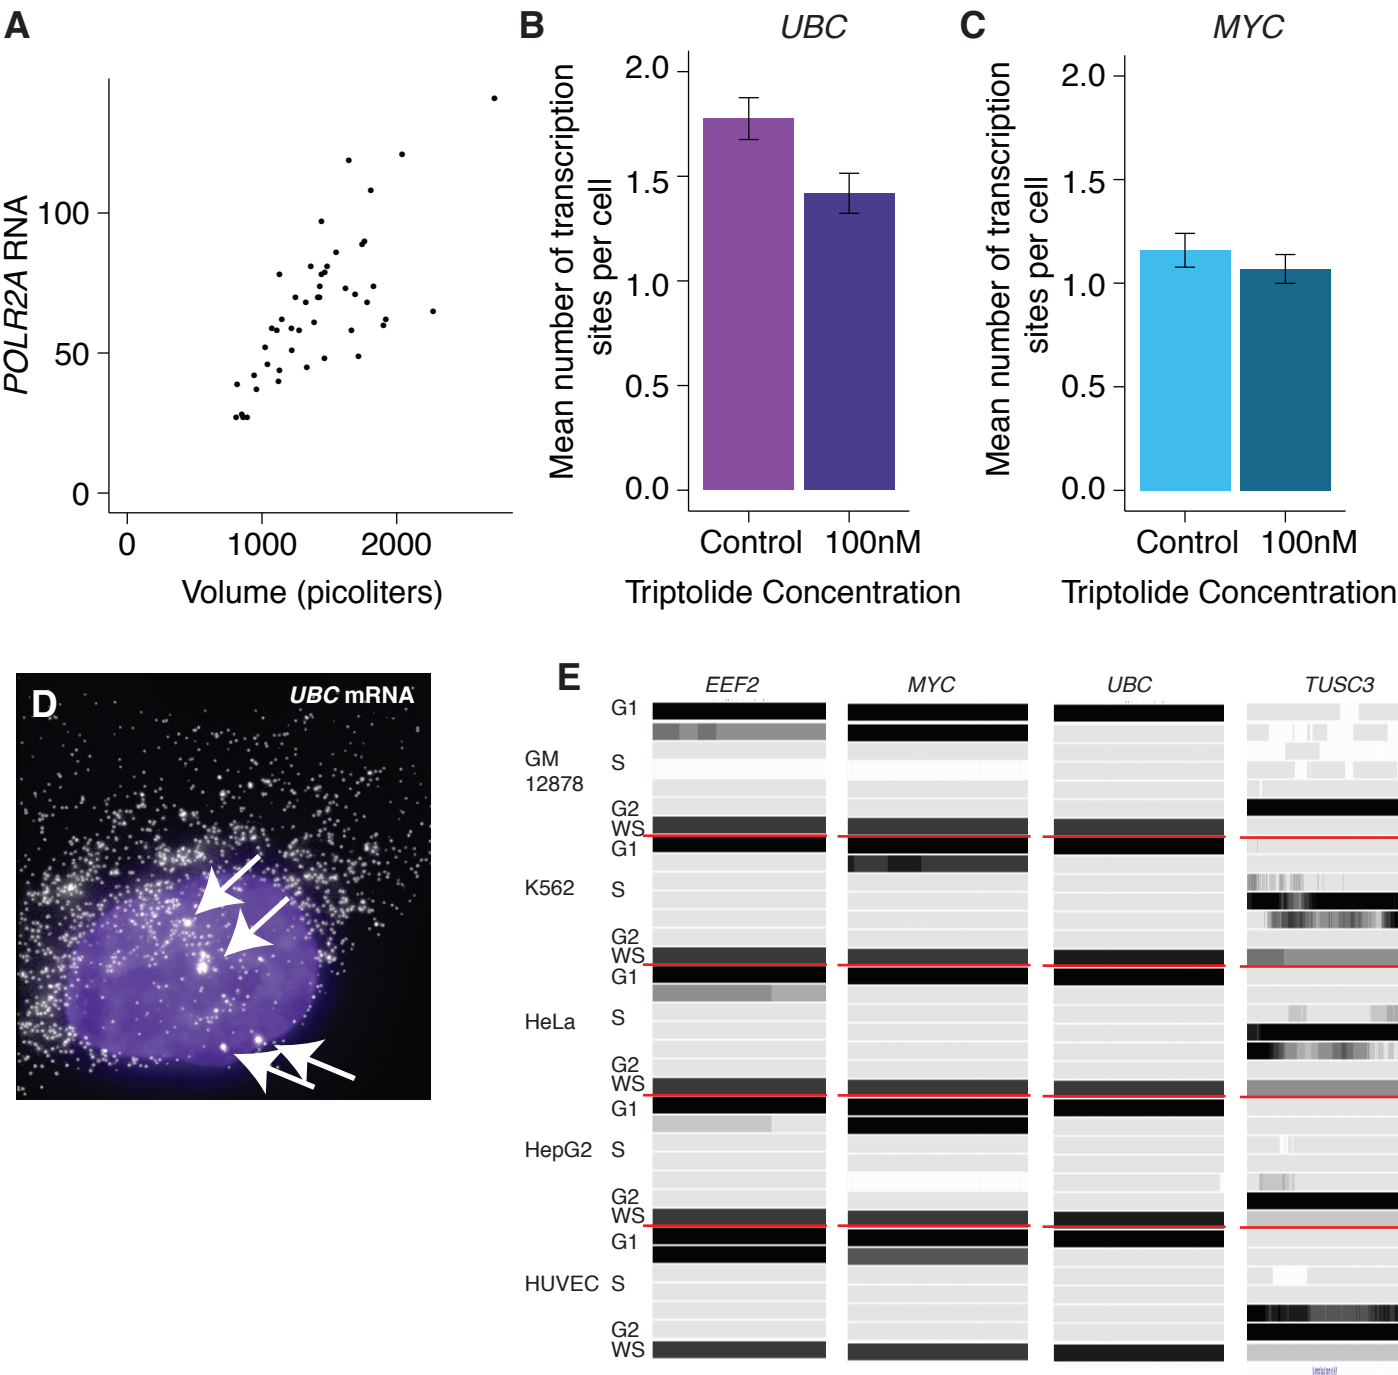 A
POLR2A RNA
100
50
0
0 1000 2000
Volume (picoliters)
B
UBC
Mean number of transcription
sites per cell
2.0
1.5
1.0
0.5
0.0
Control 100nM
Triptolide Concentration
C
MYC
Mean number of transcription
sites per cell
2.0
1.5
1.0
0.5
0.0
Control 100nM
Triptolide Concentration
D
UBC mRNA
E
EEF2 MYC UBC TUSC3
G1
GM
12878
S
G2
WS
G1
K562 S
G2
WS
G1
HeLa S
G2
WS
G1
HepG2 S
G2
WS
G1
HUVEC S
G2
WS